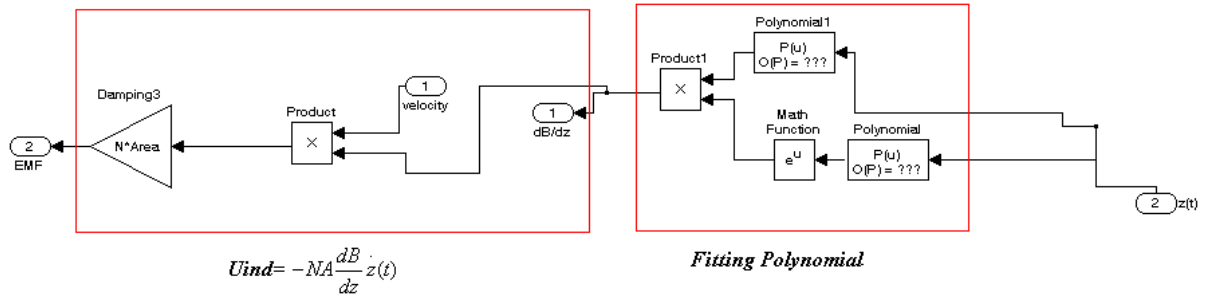 Polynomial1
P(u)
O(P) = ???
Product1
×
Damping3
N*Area
Product
×
1
velocity
1
dB/dz
Math
Function
e^u
Polynomial
P(u)
O(P) = ???
2
EMF
2
z(t)
Uind= −NA dB/dz ż(t)
Fitting Polynomial